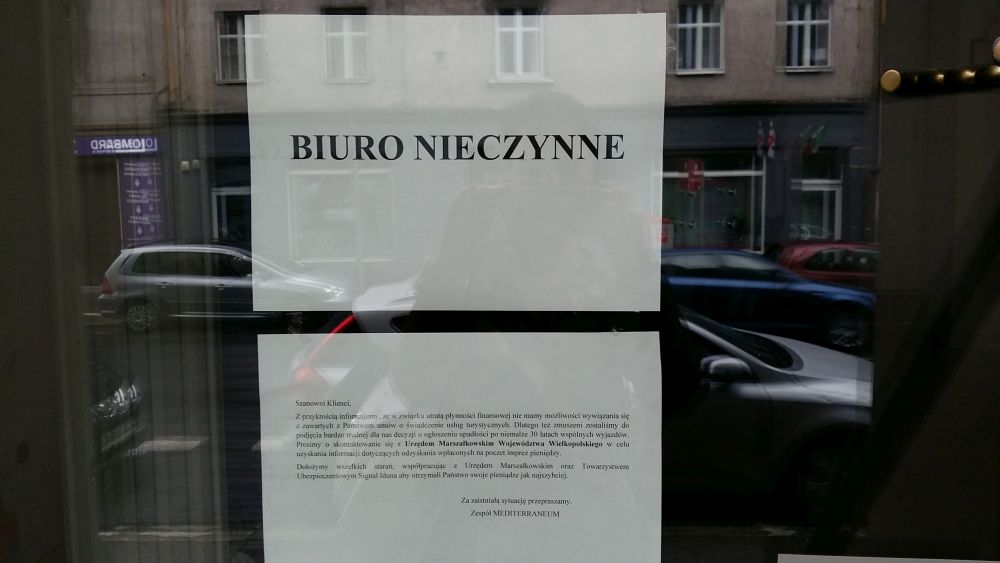 BIURO NIECZYNNE
LOMBARD
Szanowni Klienci,
Z przykrością informujemy, że w związku utratą płynności finansowej nie mamy możliwości wywiązania się
z zawartych z Państwem umów o świadczenie usług turystycznych. Dlatego też zmuszeni zostaliśmy do
podjęcia bardzo trudnej dla nas decyzji o ogłoszeniu upadłości po niemalże 30 latach wspólnych wyjazdów.
Prosimy o skontaktowanie się z Urzędem Marszałkowskim Województwa Wielkopolskiego w celu
uzyskania informacji dotyczących odzyskania wpłaconych na poczet imprez pieniędzy.
Dołożymy wszelkich starań, współpracując z Urzędem Marszałkowskim oraz Towarzystwem
Ubezpieczeniowym Signal Iduna aby otrzymali Państwo swoje pieniądze jak najszybciej.
Za zaistniałą sytuację przepraszamy.
Zespół MEDITERRANEUM